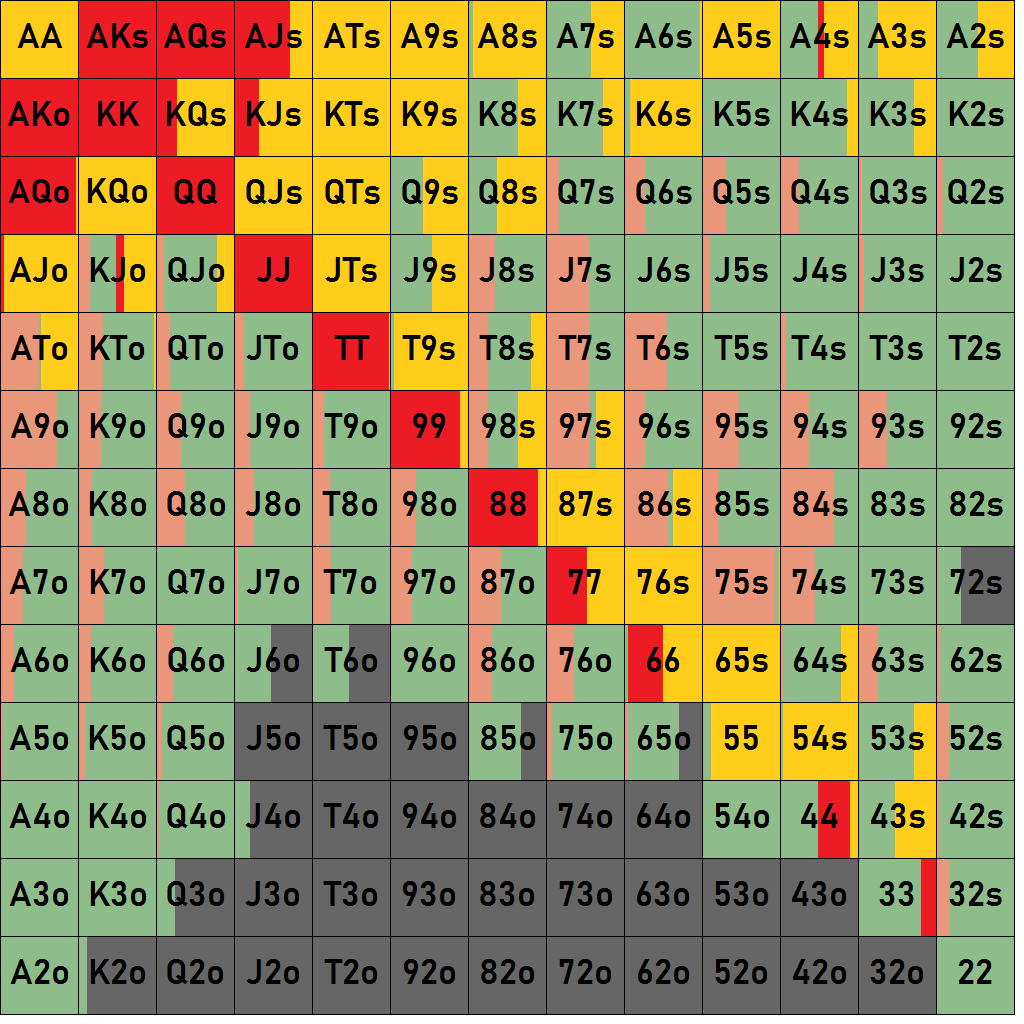 AA AKs AQs AJs ATs A9s A8s A7s A6s A5s A4s A3s A2s
AKo KK KQs KJs KTs K9s K8s K7s K6s K5s K4s K3s K2s
AQo KQo QQ QJs QTs Q9s Q8s Q7s Q6s Q5s Q4s Q3s Q2s
AJo KJo QJo JJ JTs J9s J8s J7s J6s J5s J4s J3s J2s
ATo KTo QTo JTo TT T9s T8s T7s T6s T5s T4s T3s T2s
A9o K9o Q9o J9o T9o 99 98s 97s 96s 95s 94s 93s 92s
A8o K8o Q8o J8o T8o 98o 88 87s 86s 85s 84s 83s 82s
A7o K7o Q7o J7o T7o 97o 87o 77 76s 75s 74s 73s 72s
A6o K6o Q6o J6o T6o 96o 86o 76o 66 65s 64s 63s 62s
A5o K5o Q5o J5o T5o 95o 85o 75o 65o 55 54s 53s 52s
A4o K4o Q4o J4o T4o 94o 84o 74o 64o 54o 44 43s 42s
A3o K3o Q3o J3o T3o 93o 83o 73o 63o 53o 43o 33 32s
A2o K2o Q2o J2o T2o 92o 82o 72o 62o 52o 42o 32o 22